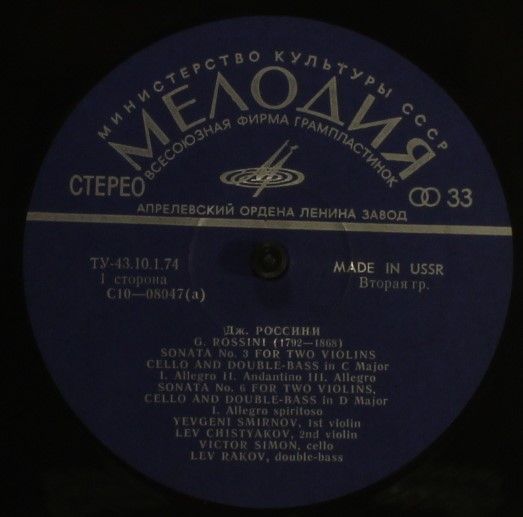 МИНИСТЕРСТВО КУЛЬТУРЫ СССР
МЕЛОДИЯ
ВСЕСОЮЗНАЯ ФИРМА ГРАМПЛАСТИНОК
СТЕРЕО
33
АПРЕЛЕВСКИЙ ОРДЕНА ЛЕНИНА ЗАВОД
ТУ-43.10.1.74
1 сторона
С10—08047(а)
MADE IN USSR
Вторая гр.
Дж. РОССИНИ
G. ROSSINI (1792—1868)
SONATA No. 3 FOR TWO VIOLINS
CELLO AND DOUBLE-BASS in C Major
I. Allegro II. Andantino III. Allegro
SONATA No. 6 FOR TWO VIOLINS,
CELLO AND DOUBLE-BASS in D Major
I. Allegro spiritoso
YEVGENI SMIRNOV, 1st violin
LEV CHISTYAKOV, 2nd violin
VICTOR SIMON, cello
LEV RAKOV, double-bass